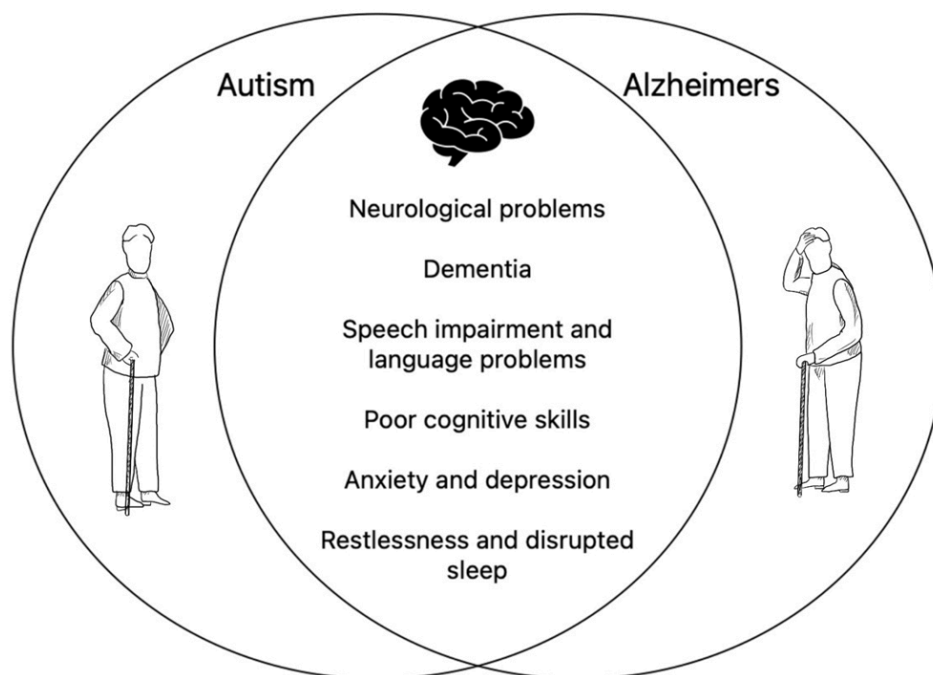 Autism
Alzheimers
Neurological problems
Dementia
Speech impairment and
language problems
Poor cognitive skills
Anxiety and depression
Restlessness and disrupted
sleep